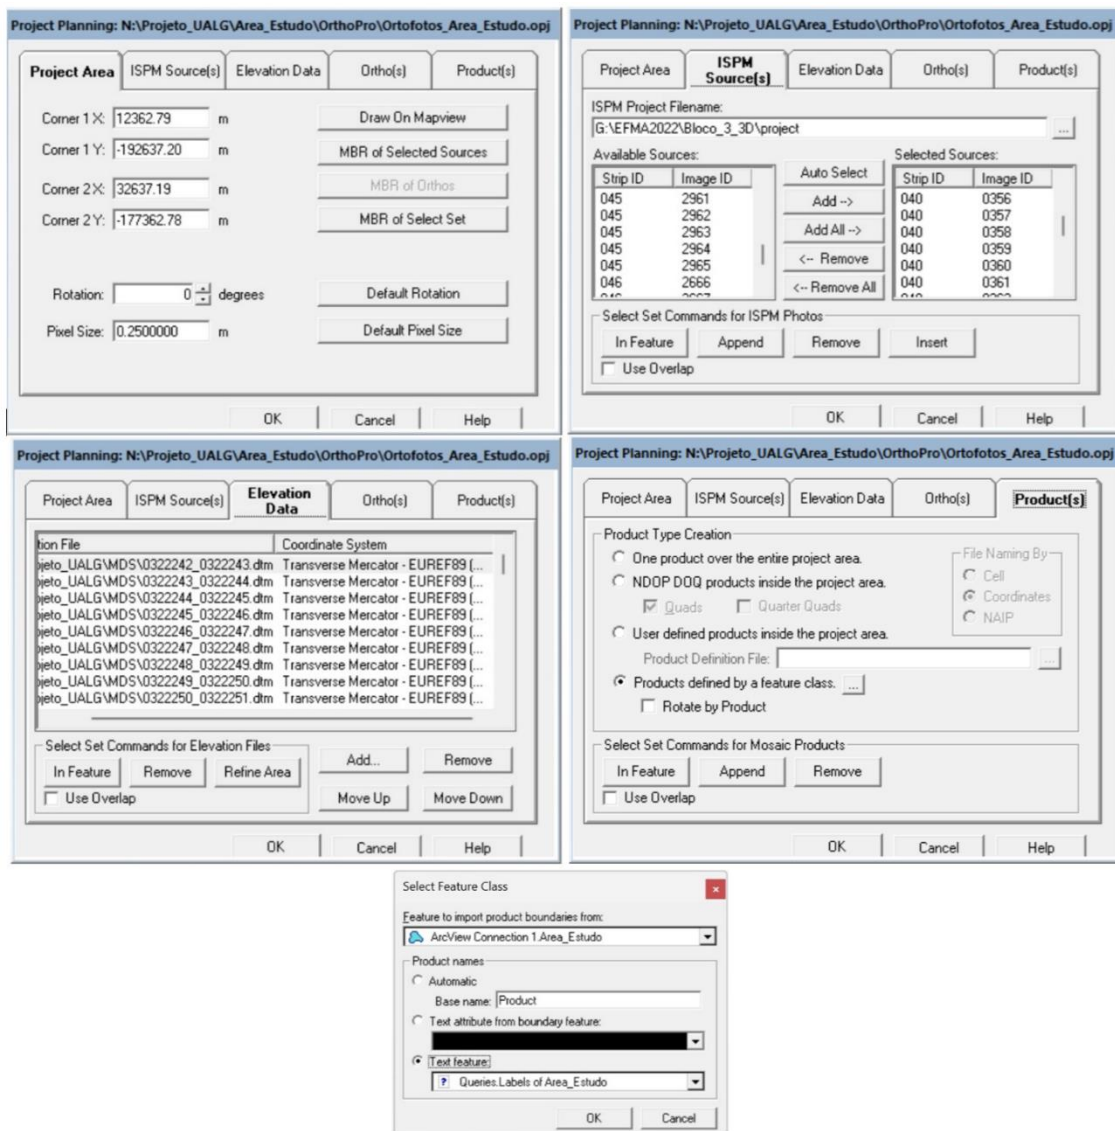 Project Planning: N:\Projeto_UALG\Area_Estudo\OrthoPro\Ortofotos_Area_Estudo.opj
Project Area ISPM Source(s) Elevation Data Ortho(s) Product(s)
Corner 1 X: 12362.79 m Draw On Mapview
Corner 1 Y: -192637.20 m MBR of Selected Sources
Corner 2 X: 32637.19 m MBR of Orthos
Corner 2 Y: -177362.78 m MBR of Select Set
Rotation: 0 degrees Default Rotation
Pixel Size: 0.2500000 m Default Pixel Size
OK Cancel Help
Project Planning: N:\Projeto_UALG\Area_Estudo\OrthoPro\Ortofotos_Area_Estudo.opj
Project Area ISPM Source(s) Elevation Data Ortho(s) Product(s)
ISPM Project Filename:
G:\EFMA2022\Bloco_3_3D\project ...
Available Sources: Selected Sources:
Strip ID Image ID Auto Select Strip ID Image ID
045 2961 Add --> 040 0356
045 2962 040 0357
045 2963 Add All --> 040 0358
045 2964 040 0359
045 2965 <-- Remove 040 0360
046 2666 <-- Remove All 040 0361
Select Set Commands for ISPM Photos
In Feature Append Remove Insert
Use Overlap
OK Cancel Help
Project Planning: N:\Projeto_UALG\Area_Estudo\OrthoPro\Ortofotos_Area_Estudo.opj
Project Area ISPM Source(s) Elevation Data Ortho(s) Product(s)
tion File Coordinate System
ojeto_UALG\MDS\0322242_0322243.dtm Transverse Mercator - EUREF89 (...
ojeto_UALG\MDS\0322243_0322244.dtm Transverse Mercator - EUREF89 (...
ojeto_UALG\MDS\0322244_0322245.dtm Transverse Mercator - EUREF89 (...
ojeto_UALG\MDS\0322245_0322246.dtm Transverse Mercator - EUREF89 (...
ojeto_UALG\MDS\0322246_0322247.dtm Transverse Mercator - EUREF89 (...
ojeto_UALG\MDS\0322247_0322248.dtm Transverse Mercator - EUREF89 (...
ojeto_UALG\MDS\0322248_0322249.dtm Transverse Mercator - EUREF89 (...
ojeto_UALG\MDS\0322249_0322250.dtm Transverse Mercator - EUREF89 (...
ojeto_UALG\MDS\0322250_0322251.dtm Transverse Mercator - EUREF89 (...
Select Set Commands for Elevation Files Add... Remove
In Feature Remove Refine Area
Use Overlap Move Up Move Down
OK Cancel Help
Project Planning: N:\Projeto_UALG\Area_Estudo\OrthoPro\Ortofotos_Area_Estudo.opj
Project Area ISPM Source(s) Elevation Data Ortho(s) Product(s)
Product Type Creation
One product over the entire project area. File Naming By
NDOP DOQ products inside the project area. Cell
Quads Quarter Quads Coordinates
User defined products inside the project area. NAIP
Product Definition File: ...
Products defined by a feature class. ...
Rotate by Product
Select Set Commands for Mosaic Products
In Feature Append Remove
Use Overlap
OK Cancel Help
Select Feature Class
Feature to import product boundaries from:
ArcView Connection 1.Area_Estudo
Product names
Automatic
Base name: Product
Text attribute from boundary feature:
Text feature:
Queries.Labels of Area_Estudo
OK Cancel